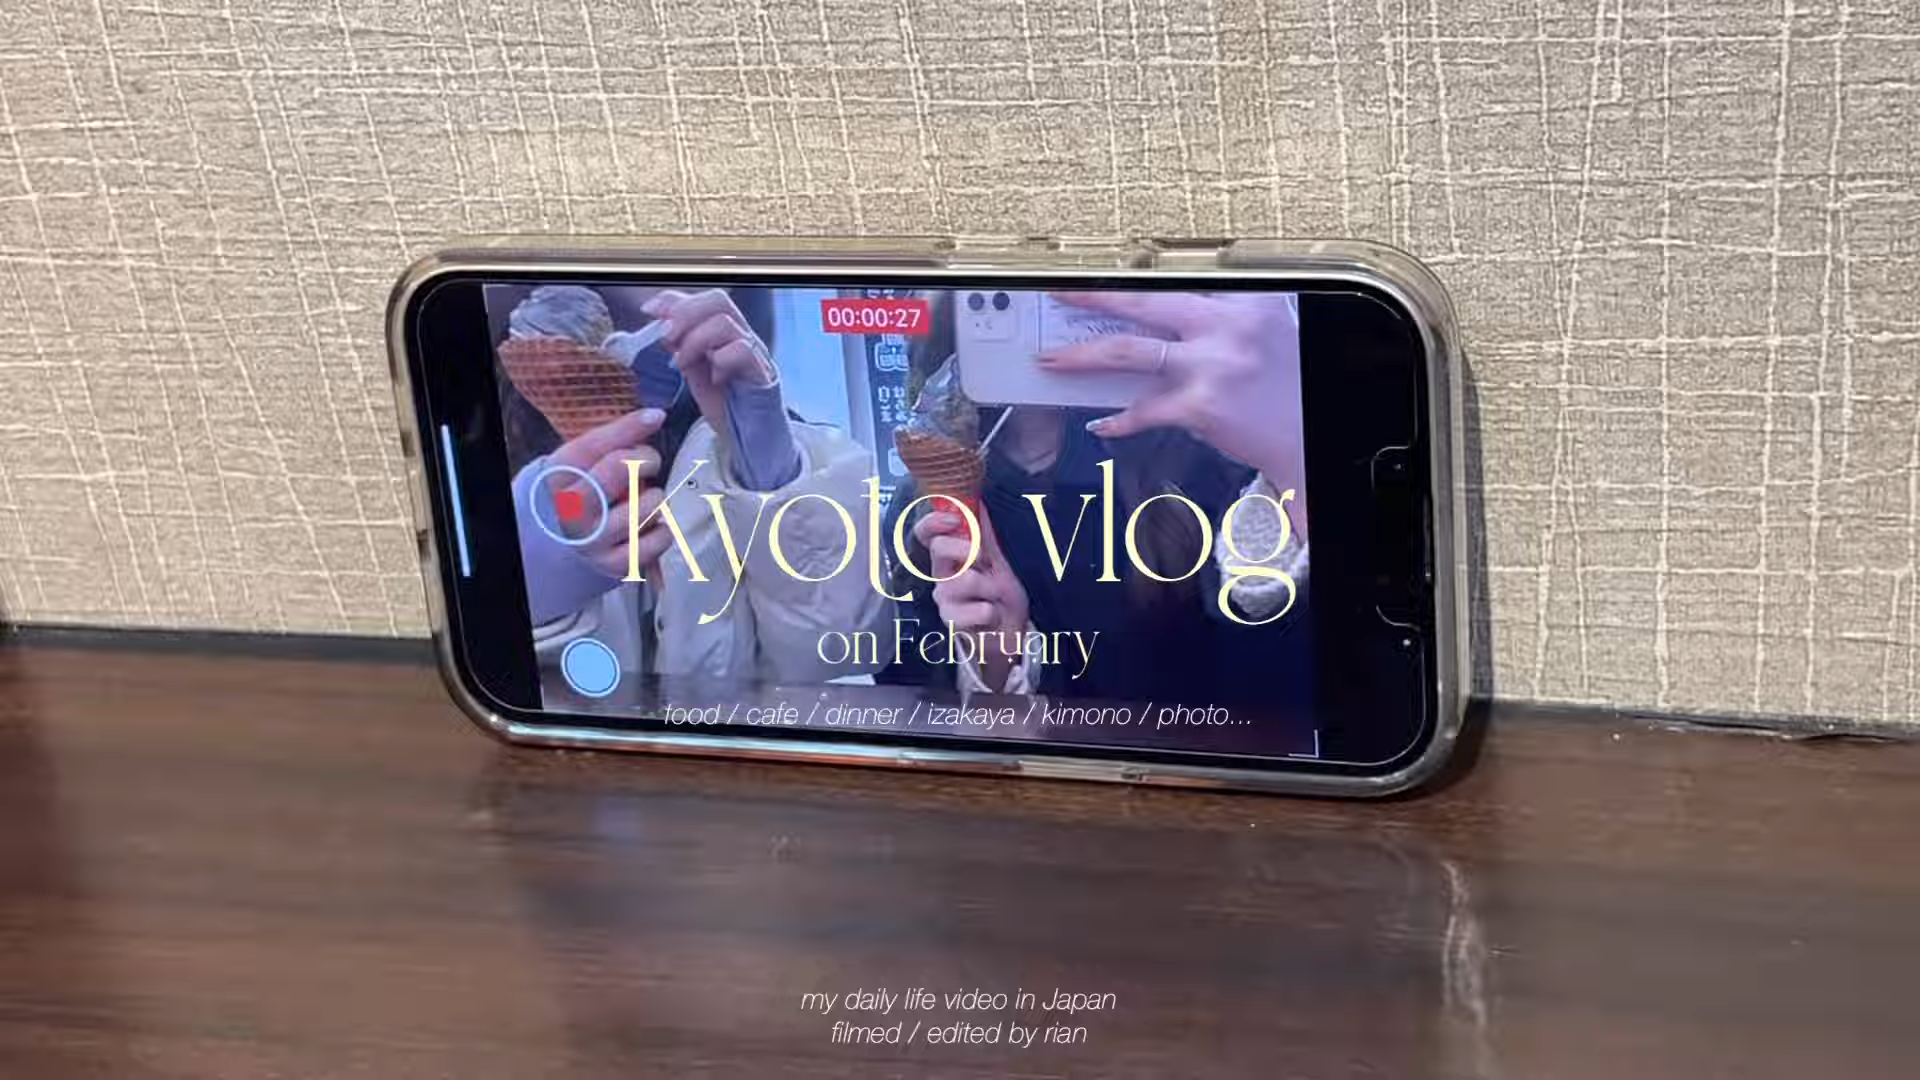 00:00:27
Kyoto vlog
on February
food / cafe / dinner / izakaya / kimono / photo...
my daily life video in Japan
filmed / edited by rian